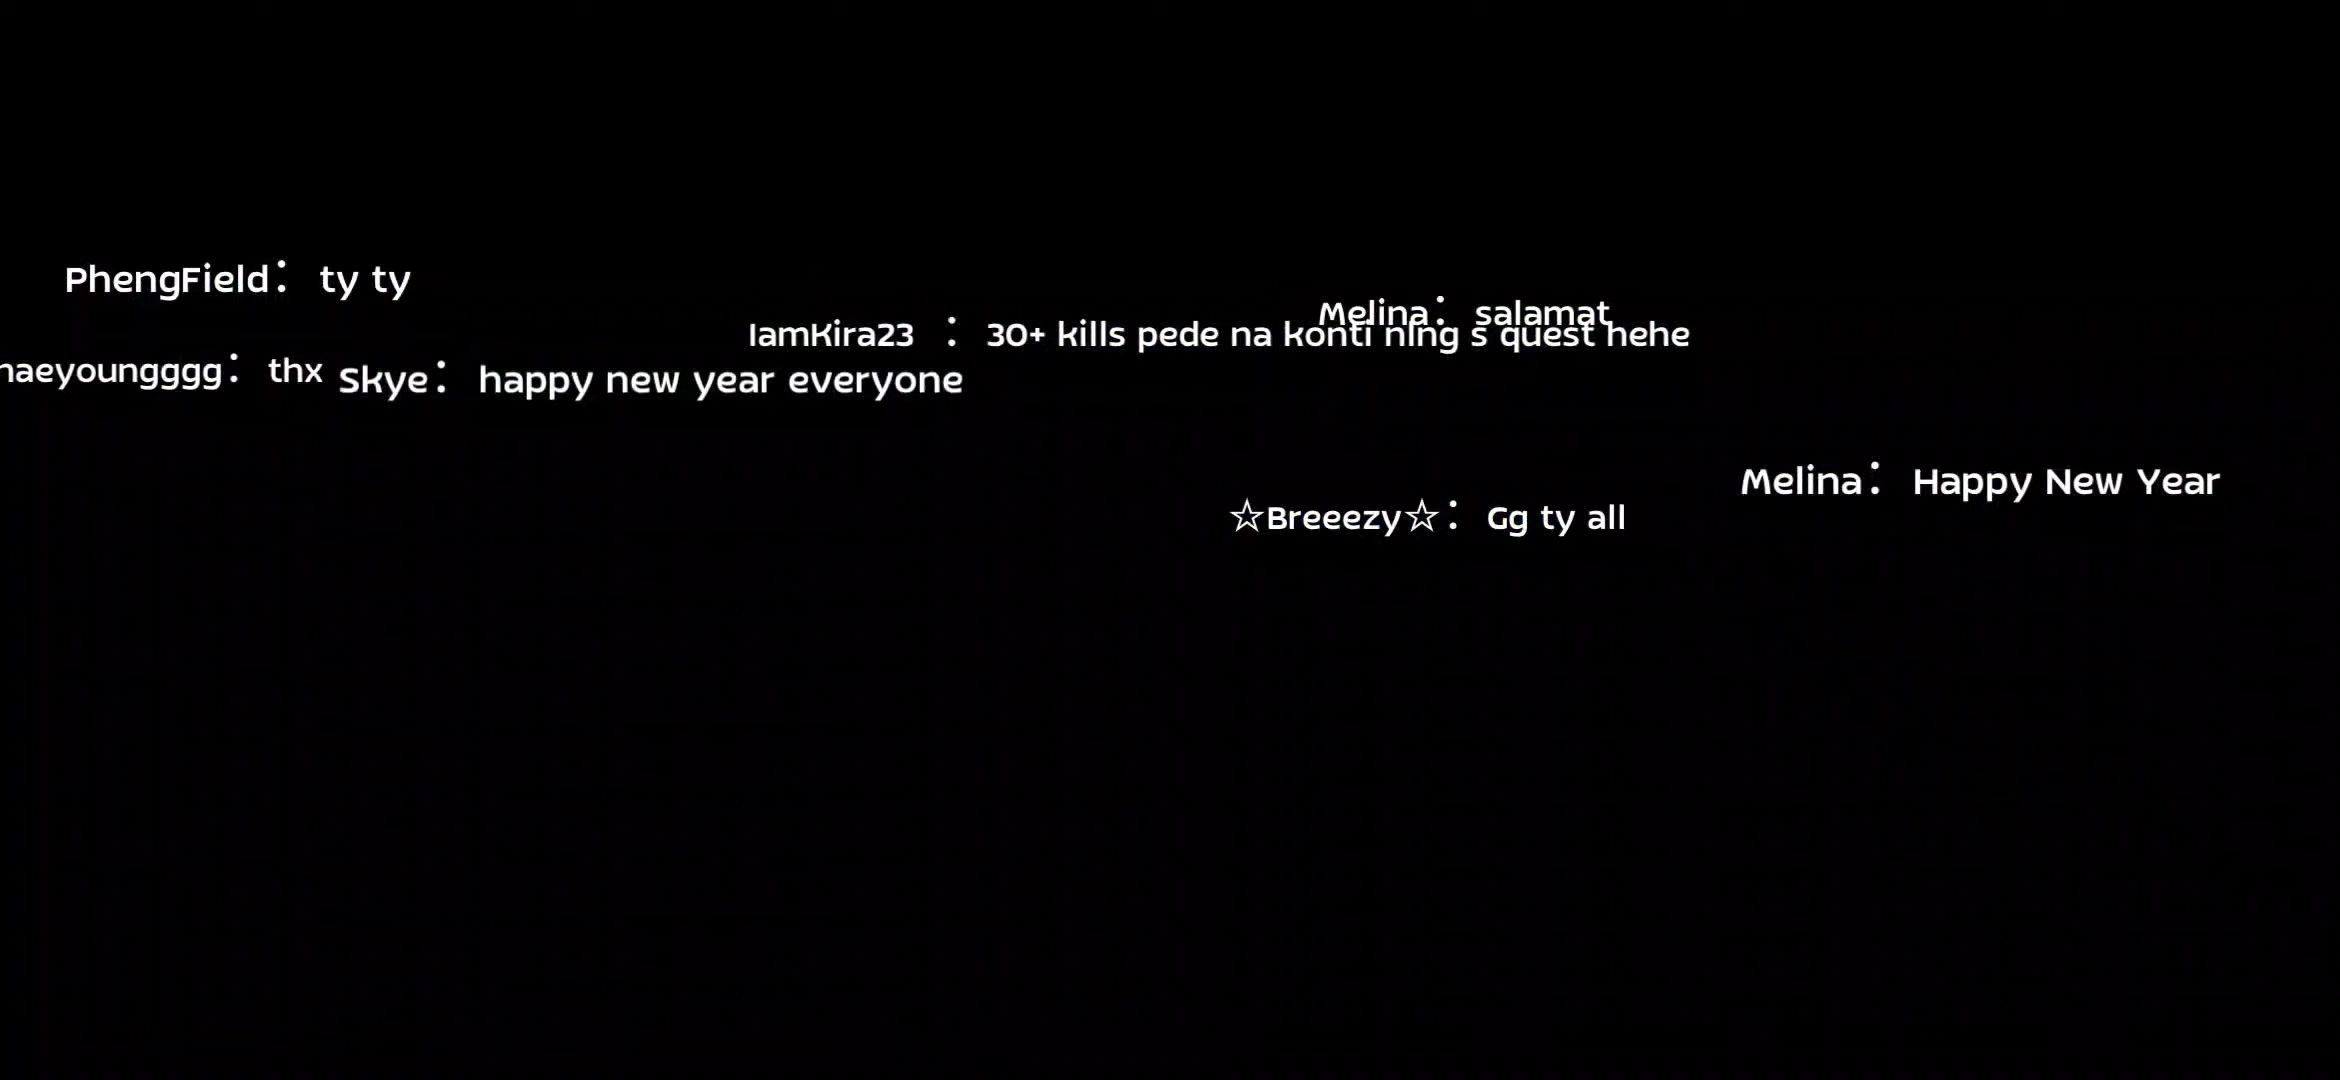 PhengField： ty ty
Melina： salamat
IamKira23 ： 30+ kills pede na konti nlng s quest hehe
haeyoungggg： thx
Skye： happy new year everyone
Melina： Happy New Year
☆Breeezy☆： Gg ty all